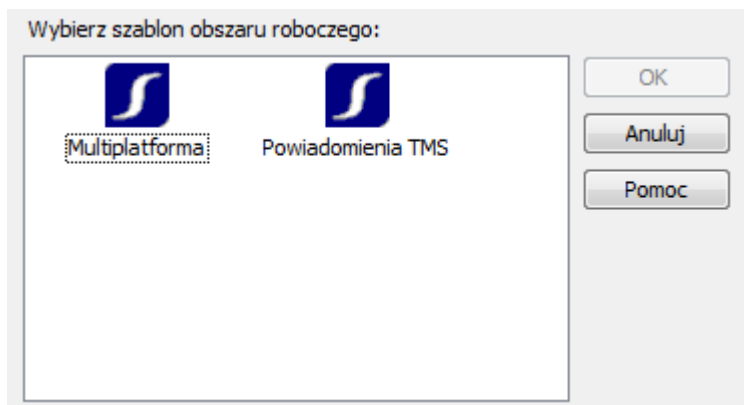 Wybierz szablon obszaru roboczego:
Multiplatforma
Powiadomienia TMS
OK
Anuluj
Pomoc